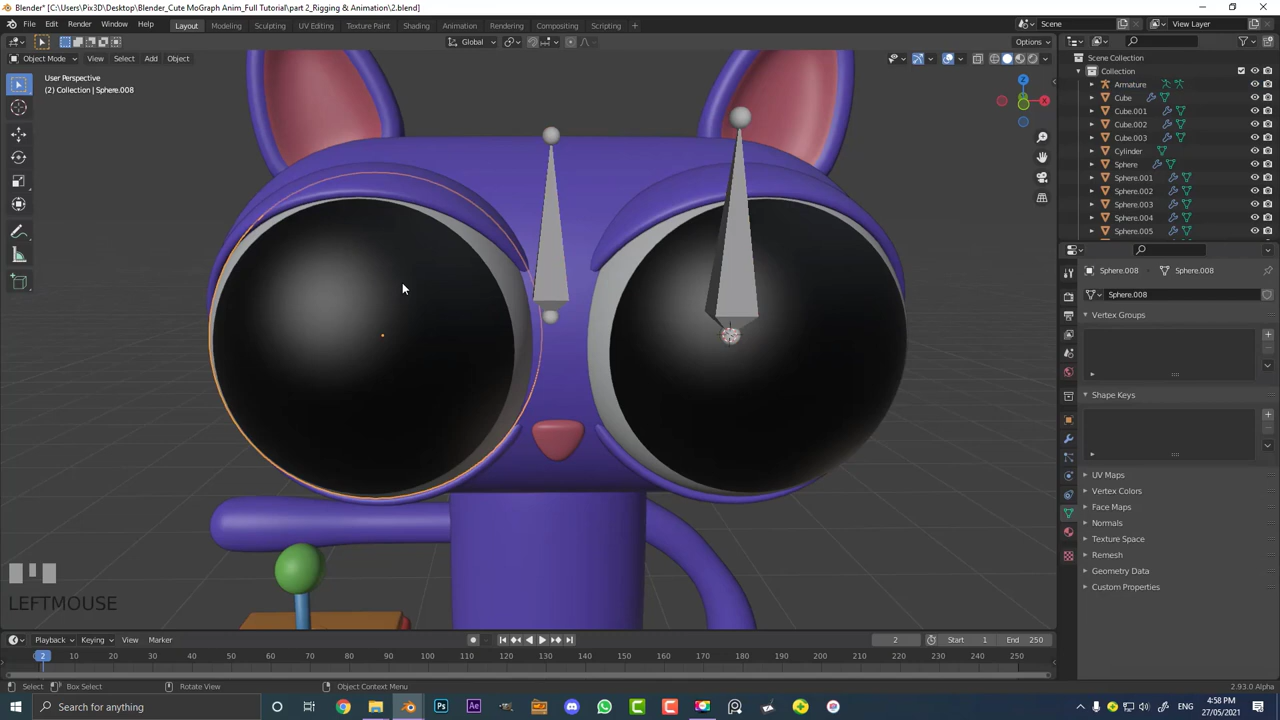 Blender* [C:\Users\Pix3D\Desktop\Blender_Cute MoGraph Anim_Full Tutorial\part 2_Rigging & Animation\2.blend]
File Edit Render Window Help Layout Modeling Sculpting UV Editing Texture Paint Shading Animation Rendering Compositing Scripting + Scene View Layer
Global Options
Object Mode View Select Add Object
User Perspective
(2) Collection | Sphere.008
Scene Collection
Collection
Armature
Cube
Cube.001
Cube.002
Cube.003
Cylinder
Sphere
Sphere.001
Sphere.002
Sphere.003
Sphere.004
Sphere.005
Sphere.008 Sphere.008
Sphere.008
Vertex Groups
Shape Keys
UV Maps
Vertex Colors
Face Maps
Normals
Texture Space
Remesh
Geometry Data
Custom Properties
Z
X
LEFTMOUSE
Playback Keying View Marker 2 Start 1 End 250
2 10 20 30 40 50 60 70 80 90 100 110 120 130 140 150 160 170 180 190 200 210 220 230 240 250
Select Box Select Rotate View Object Context Menu 2.93.0 Alpha
Search for anything
Ps Ae
4:58 PM
27/05/2021